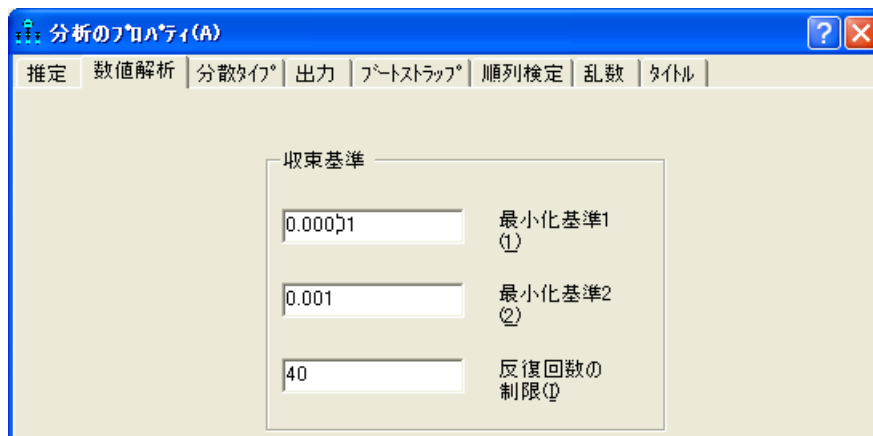 分析のﾌﾟﾛﾊﾟﾃｨ(A)
推定 数値解析 分散ﾀｲﾌﾟ 出力 ﾌﾞｰﾄｽﾄﾗｯﾌﾟ 順列検定 乱数 ﾀｲﾄﾙ
収束基準
0.00001 最小化基準1
(1)
0.001 最小化基準2
(2)
40 反復回数の
制限(I)